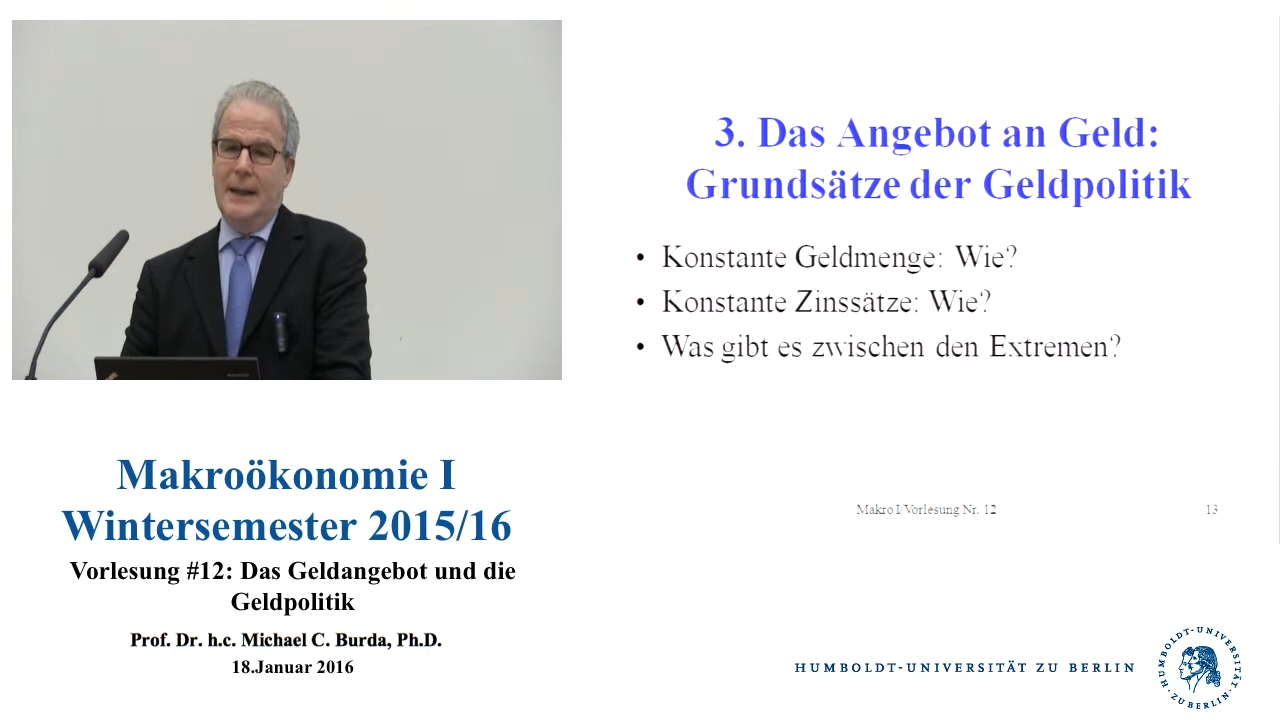 3. Das Angebot an Geld:
Grundsätze der Geldpolitik
• Konstante Geldmenge: Wie?
• Konstante Zinssätze: Wie?
• Was gibt es zwischen den Extremen?
Makro I/Vorlesung Nr. 12
13
Makroökonomie I
Wintersemester 2015/16
Vorlesung #12: Das Geldangebot und die
Geldpolitik
Prof. Dr. h.c. Michael C. Burda, Ph.D.
18.Januar 2016
HUMBOLDT-UNIVERSITÄT ZU BERLIN
HUMBOLDT-UNIVERSITÄT · ZU BERLIN ·